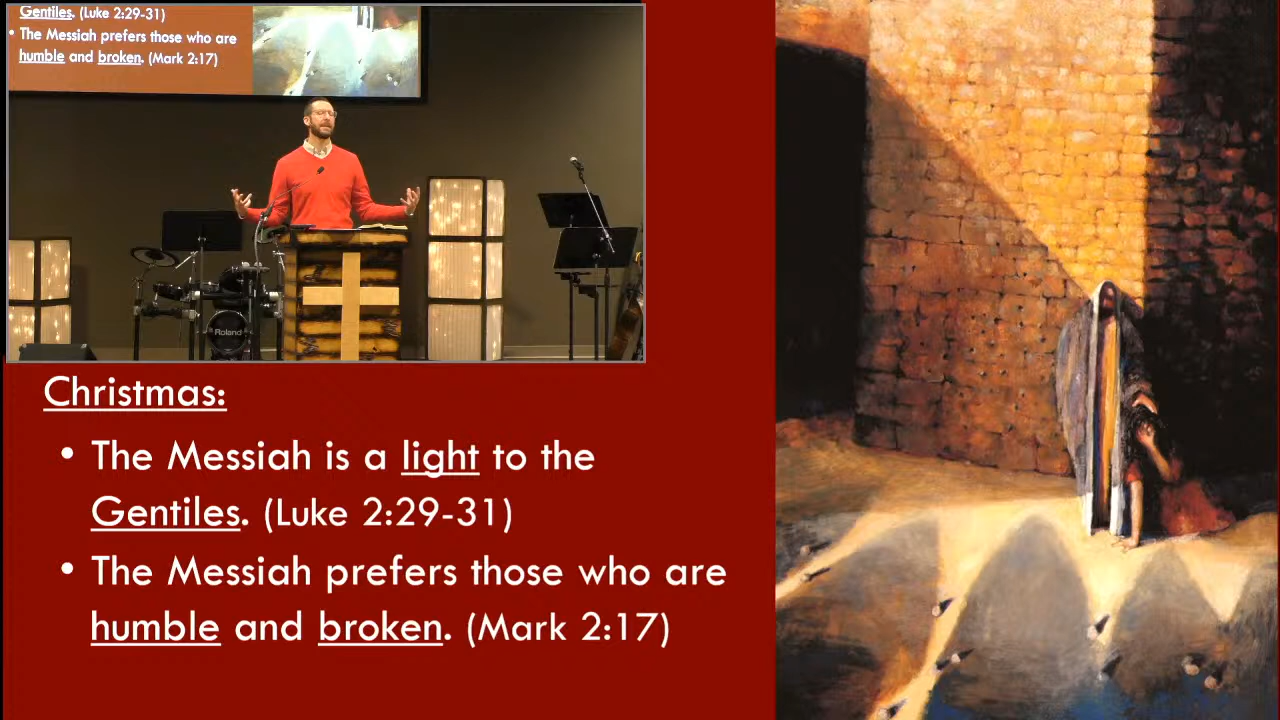 Gentiles. (Luke 2:29-31)
• The Messiah prefers those who are
humble and broken. (Mark 2:17)
Roland
Christmas:
• The Messiah is a light to the
Gentiles. (Luke 2:29-31)
• The Messiah prefers those who are
humble and broken. (Mark 2:17)